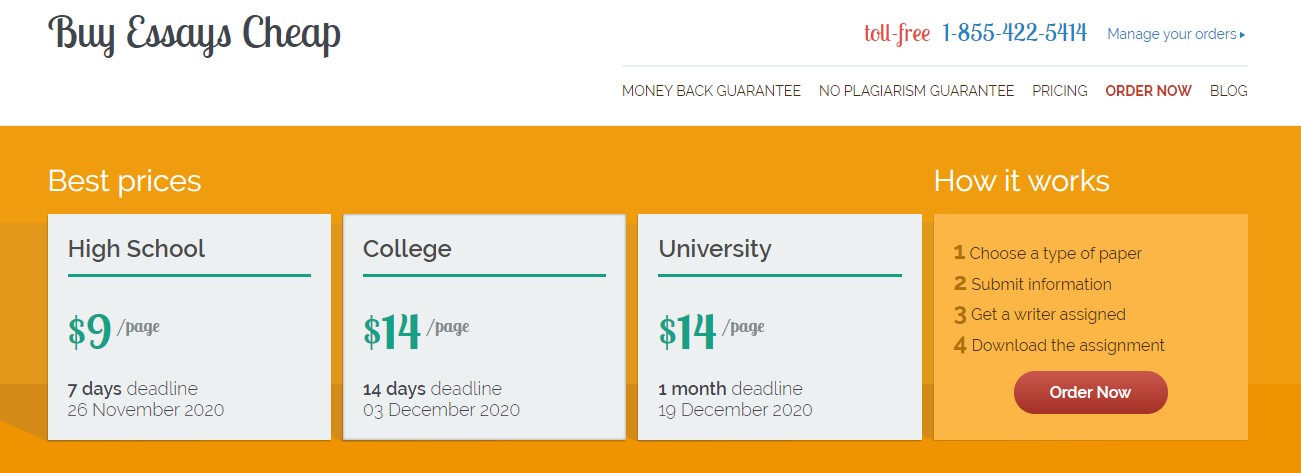 Buy Essays Cheap
toll-free 1-855-422-5414 Manage your orders
MONEY BACK GUARANTEE NO PLAGIARISM GUARANTEE PRICING ORDER NOW BLOG
Best prices
High School
$9 /page
7 days deadline
26 November 2020
College
$14 /page
14 days deadline
03 December 2020
University
$14 /page
1 month deadline
19 December 2020
How it works
1 Choose a type of paper
2 Submit information
3 Get a writer assigned
4 Download the assignment
Order Now